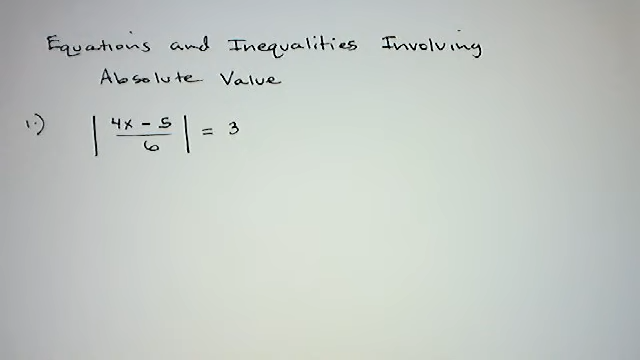 Equations and Inequalities Involving
Absolute Value
1.) | 4x - 5 / 6 | = 3